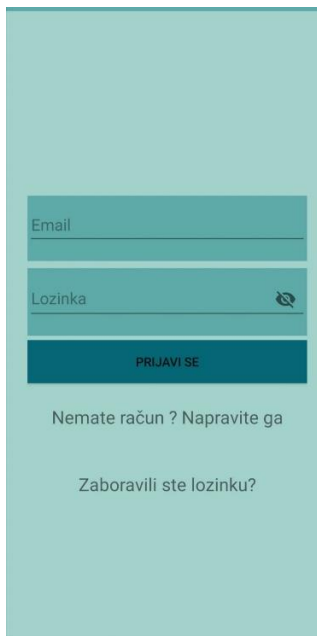 Email
Lozinka
PRIJAVI SE
Nemate račun ? Napravite ga
Zaboravili ste lozinku?